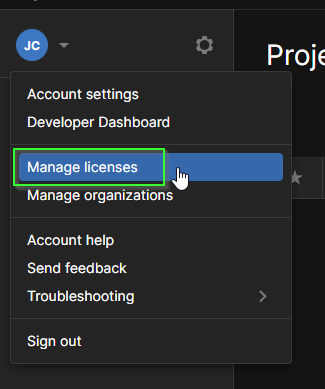 JC
Proje
Account settings
Developer Dashboard
Manage licenses
Manage organizations
Account help
Send feedback
Troubleshooting
Sign out